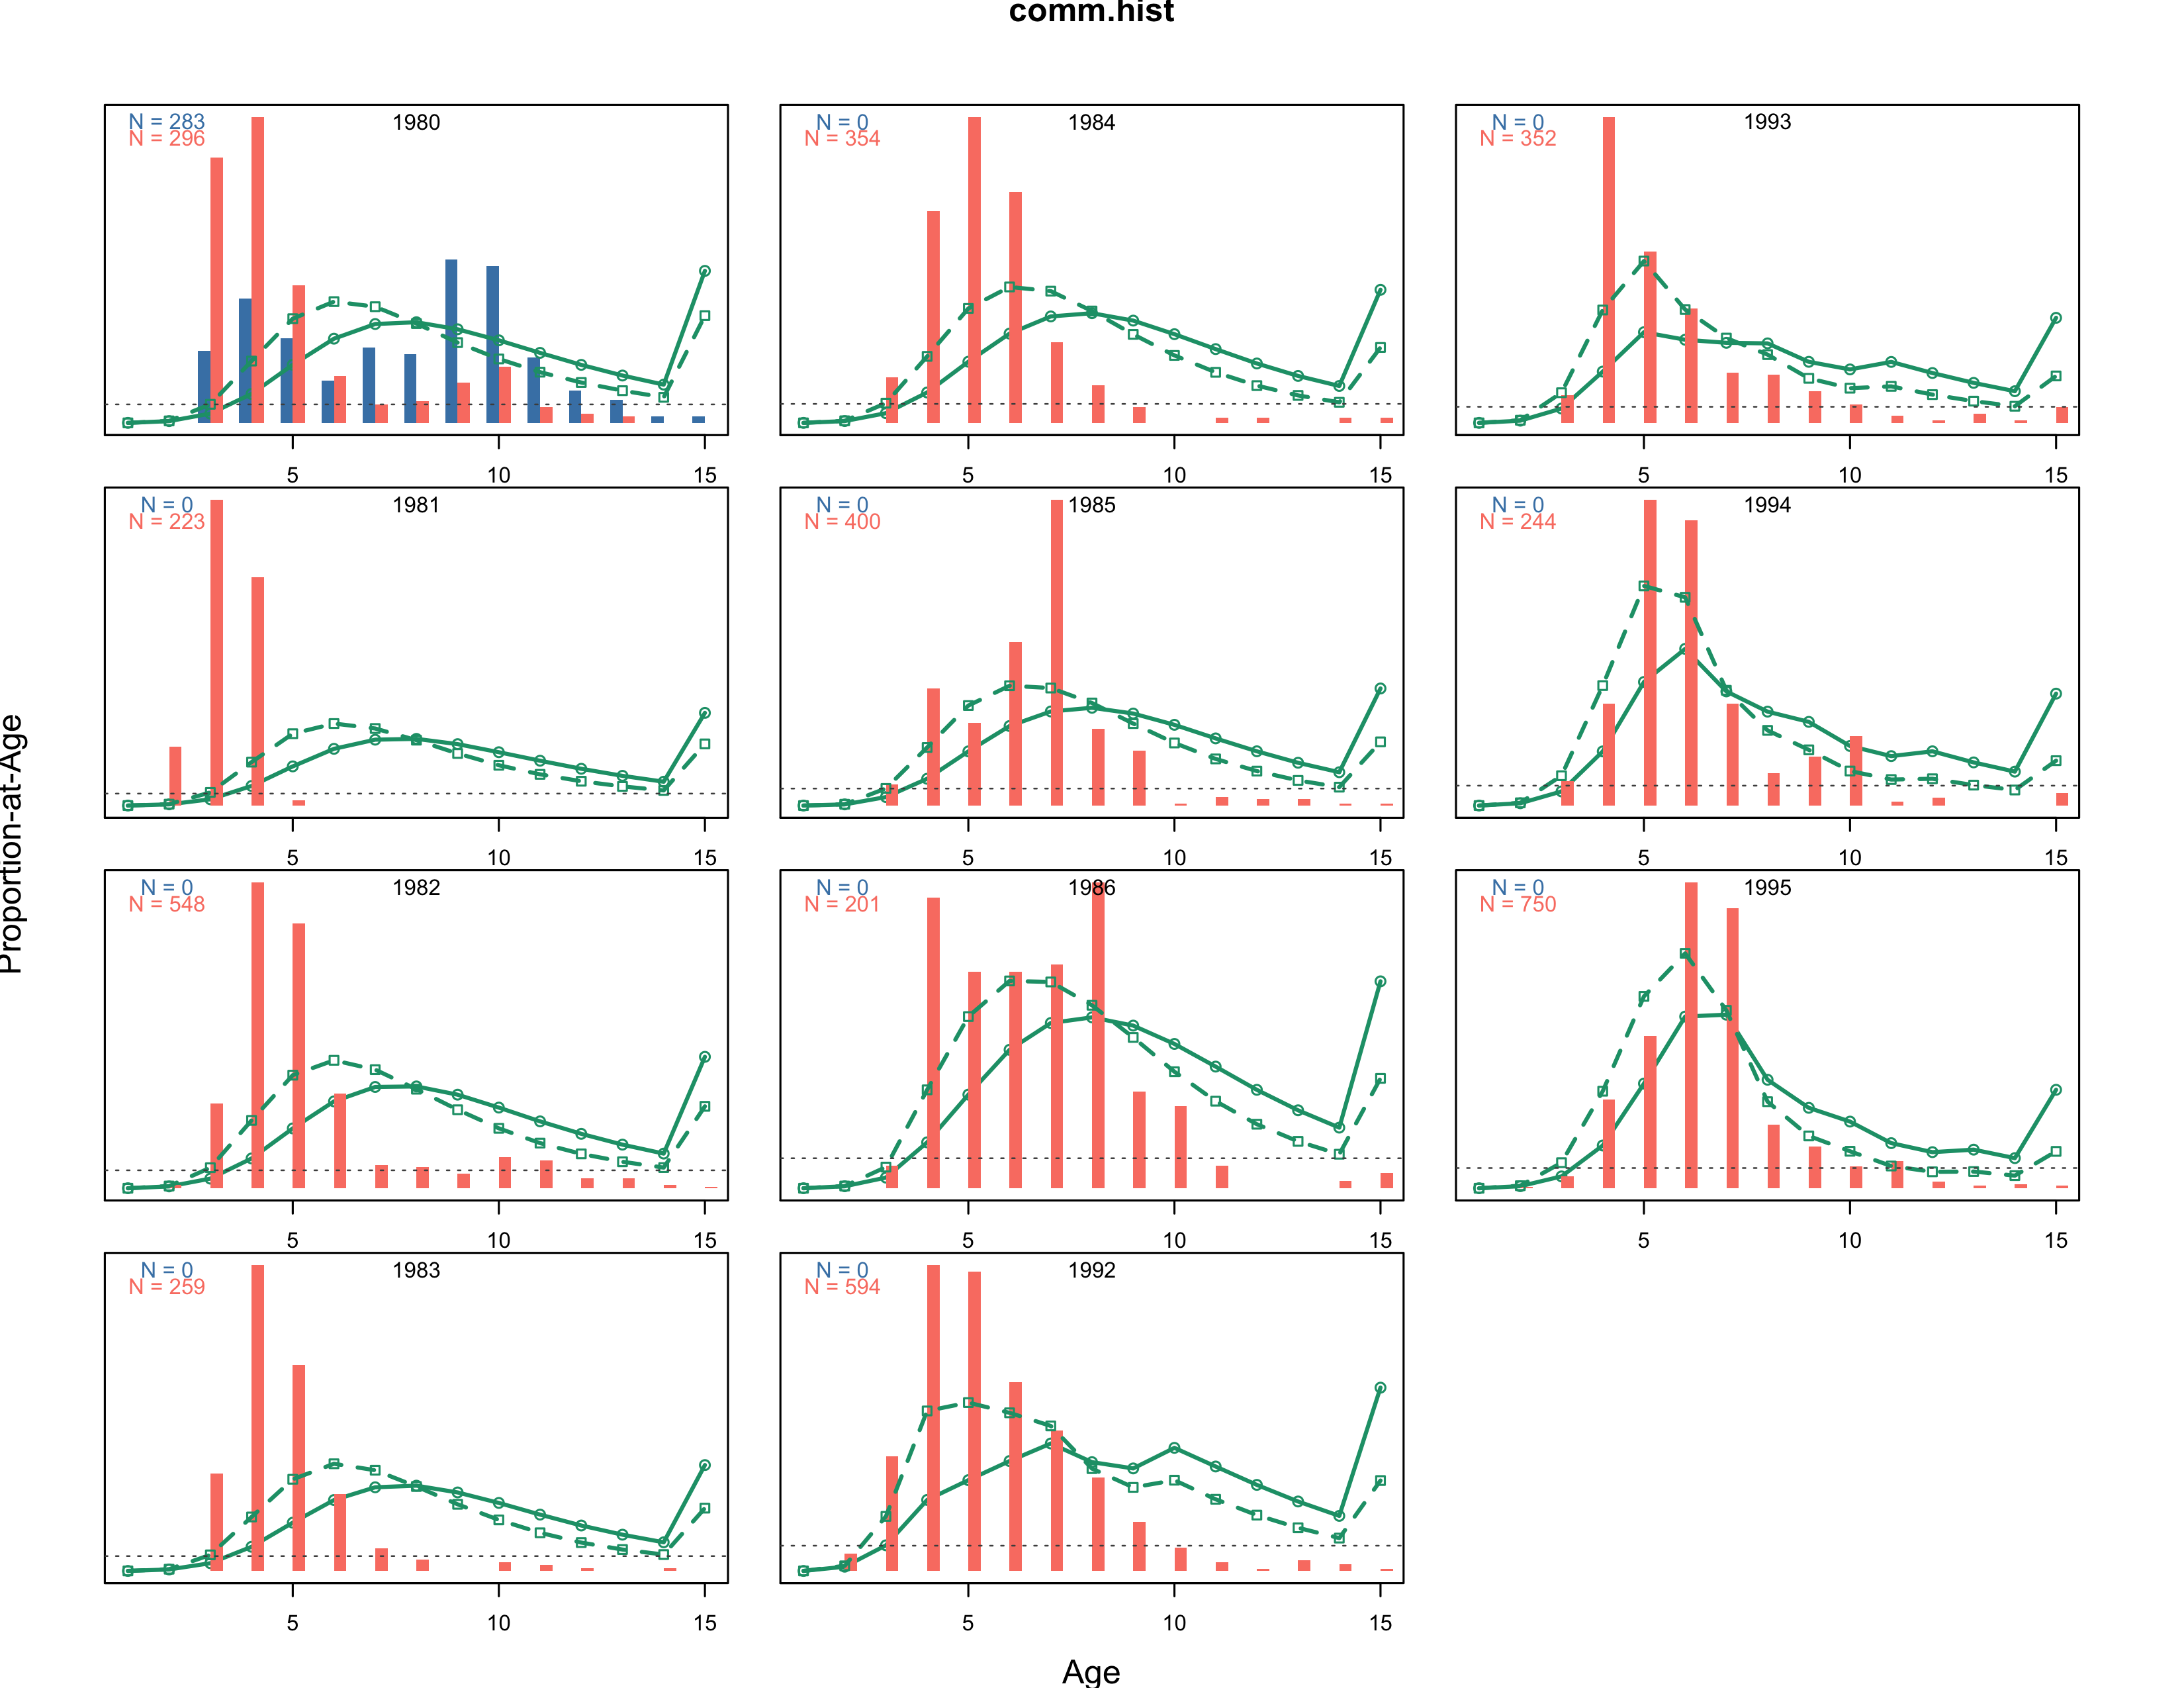 comm.hist
N = 283
N = 296
1980
5 10 15
N = 0
N = 354
1984
5 10 15
N = 0
N = 352
1993
5 10 15
N = 0
N = 223
1981
5 10 15
N = 0
N = 400
1985
5 10 15
N = 0
N = 244
1994
5 10 15
N = 0
N = 548
1982
5 10 15
N = 0
N = 201
1986
5 10 15
N = 0
N = 750
1995
5 10 15
N = 0
N = 259
1983
5 10 15
N = 0
N = 594
1992
5 10 15
Proportion-at-Age
Age